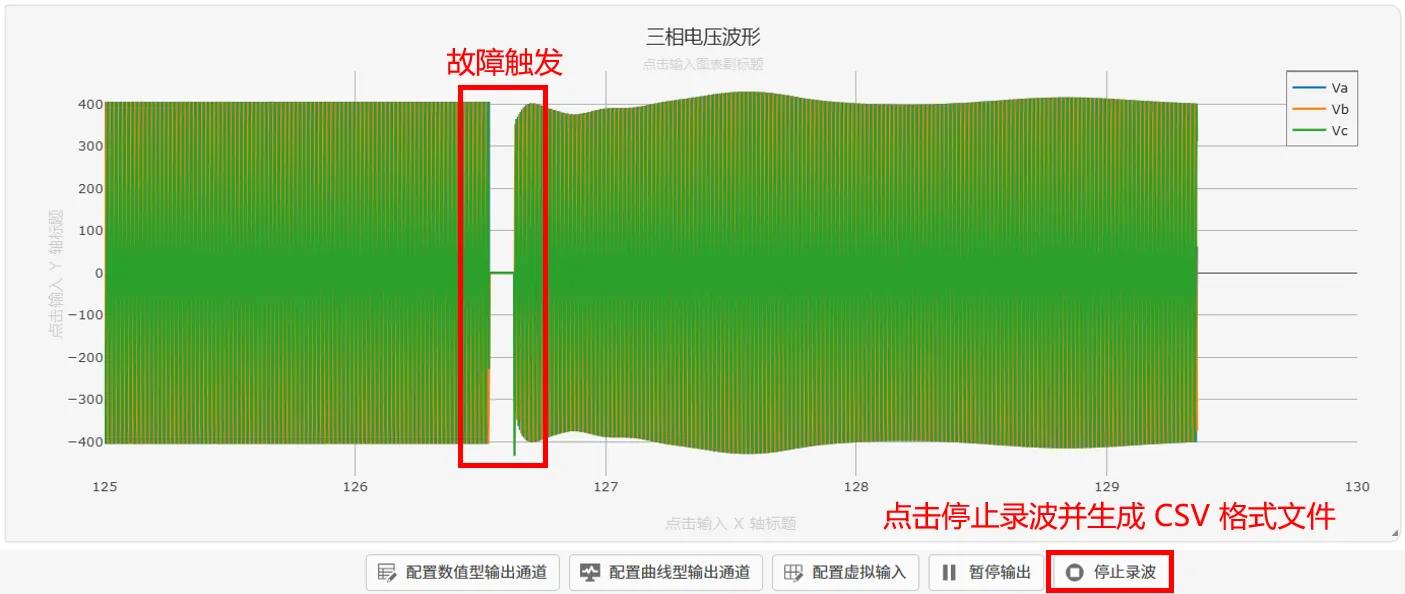 三相电压波形
故障触发
点击输入图表副标题
Va
Vb
Vc
400
300
200
100
0
−100
−200
−300
−400
点击输入 Y 轴标题
125
126
127
128
129
130
点击输入 X 轴标题
点击停止录波并生成 CSV 格式文件
配置数值型输出通道
配置曲线型输出通道
配置虚拟输入
暂停输出
停止录波